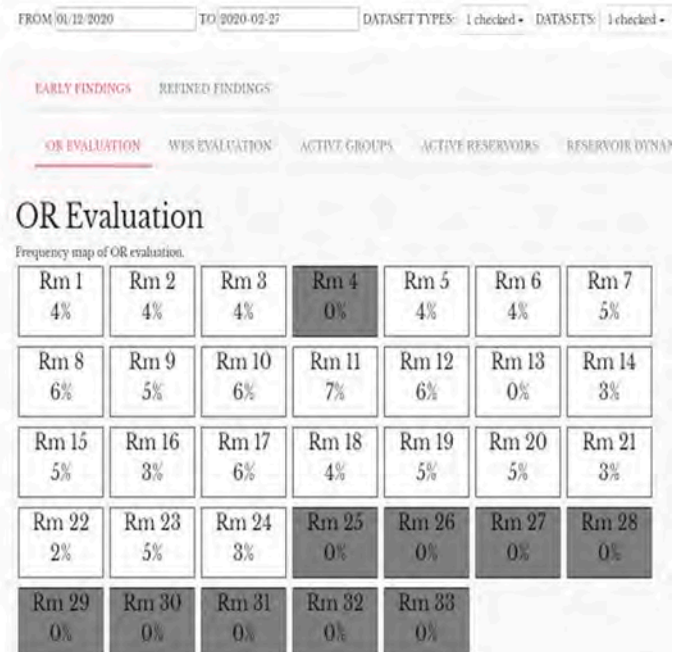 FROM 01/12/2020 TO 2020-02-27 DATASET TYPES: 1 checked DATASETS: 1 checked
EARLY FINDINGS REFINED FINDINGS
OR EVALUATION WDS EVALUATION ACTIVE GROUPS ACTIVE RESERVOIRS RESERVOIR DYNAM
OR Evaluation
Frequency map of OR evaluation.
Rm 1 Rm 2 Rm 3 Rm 4 Rm 5 Rm 6 Rm 7
4% 4% 4% 0% 4% 4% 5%
Rm 8 Rm 9 Rm 10 Rm 11 Rm 12 Rm 13 Rm 14
6% 5% 6% 7% 6% 0% 3%
Rm 15 Rm 16 Rm 17 Rm 18 Rm 19 Rm 20 Rm 21
5% 3% 6% 4% 5% 5% 3%
Rm 22 Rm 23 Rm 24 Rm 25 Rm 26 Rm 27 Rm 28
2% 5% 3% 0% 0% 0% 0%
Rm 29 Rm 30 Rm 31 Rm 32 Rm 33
0% 0% 0% 0% 0%